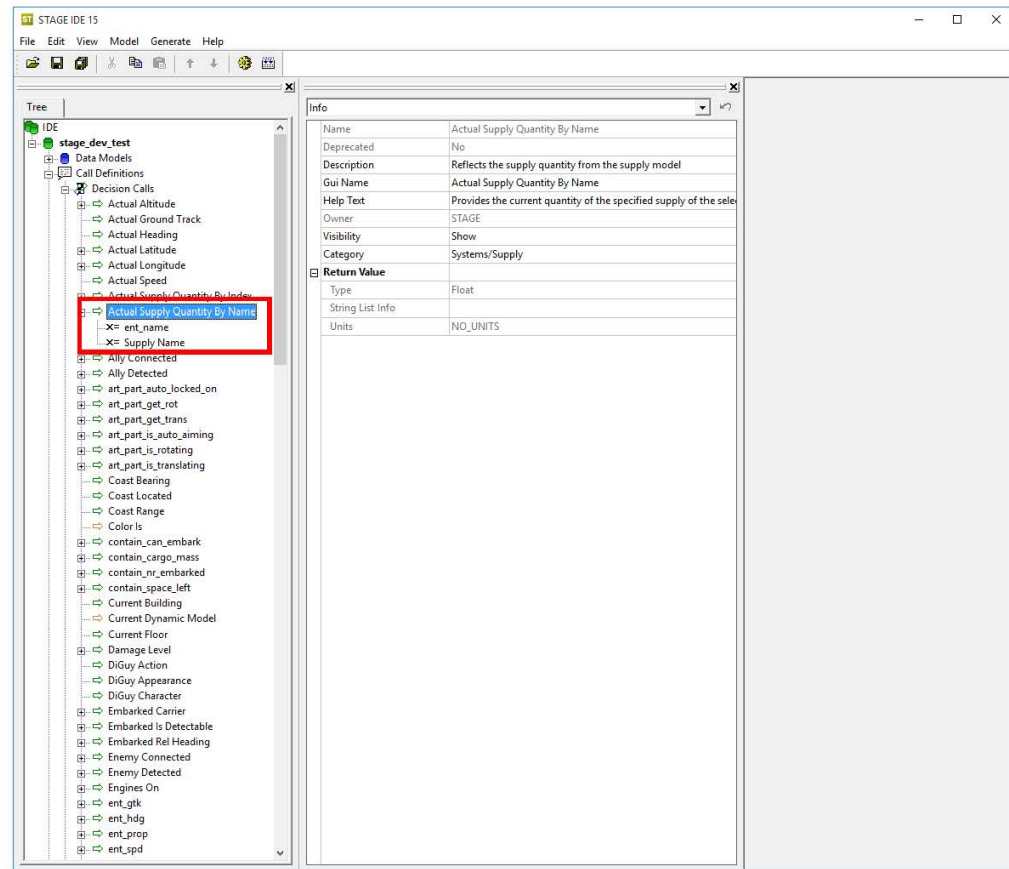 ST STAGE IDE 15
File Edit View Model Generate Help
Tree
IDE
stage_dev_test
Data Models
Call Definitions
Decision Calls
Actual Altitude
Actual Ground Track
Actual Heading
Actual Latitude
Actual Longitude
Actual Speed
Actual Supply Quantity By Index
Actual Supply Quantity By Name
X= ent_name
X= Supply Name
Ally Connected
Ally Detected
art_part_auto_locked_on
art_part_get_rot
art_part_get_trans
art_part_is_auto_aiming
art_part_is_rotating
art_part_is_translating
Coast Bearing
Coast Located
Coast Range
Color Is
contain_can_embark
contain_cargo_mass
contain_nr_embarked
contain_space_left
Current Building
Current Dynamic Model
Current Floor
Damage Level
DiGuy Action
DiGuy Appearance
DiGuy Character
Embarked Carrier
Embarked Is Detectable
Embarked Rel Heading
Enemy Connected
Enemy Detected
Engines On
ent_gtk
ent_hdg
ent_prop
ent_spd
Info
Name Actual Supply Quantity By Name
Deprecated No
Description Reflects the supply quantity from the supply model
Gui Name Actual Supply Quantity By Name
Help Text Provides the current quantity of the specified supply of the sele
Owner STAGE
Visibility Show
Category Systems/Supply
Return Value
Type Float
String List Info
Units NO_UNITS